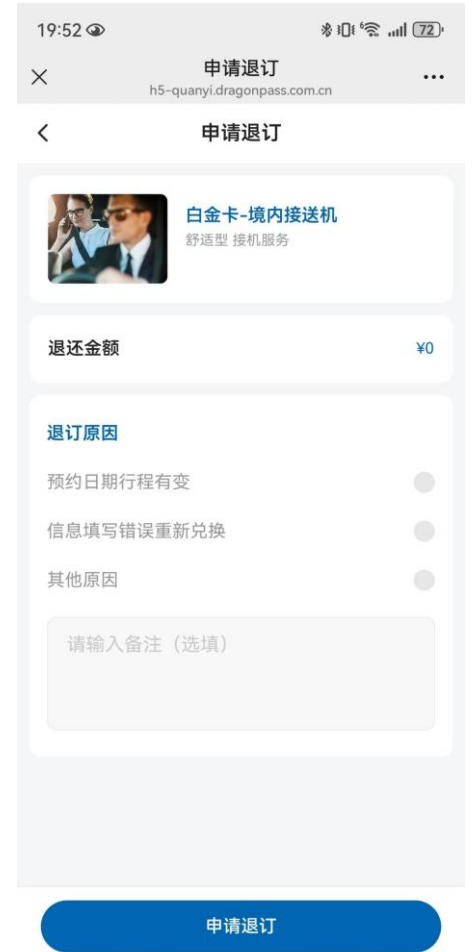 19:52
72
申请退订
h5-quanyi.dragonpass.com.cn
申请退订
白金卡-境内接送机
舒适型 接机服务
退还金额
¥0
退订原因
预约日期行程有变
信息填写错误重新兑换
其他原因
请输入备注（选填）
申请退订